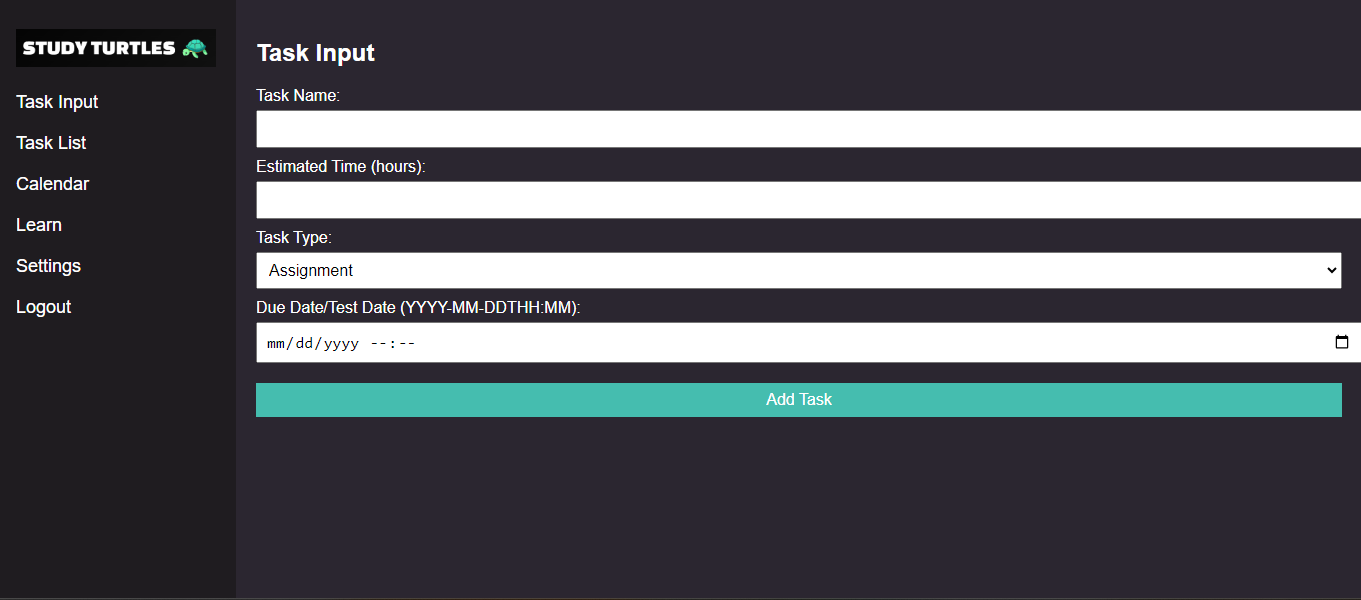 STUDY TURTLES
Task Input
Task List
Calendar
Learn
Settings
Logout
Task Input
Task Name:
Estimated Time (hours):
Task Type:
Assignment
Due Date/Test Date (YYYY-MM-DDTHH:MM):
mm/dd/yyyy --:--
Add Task